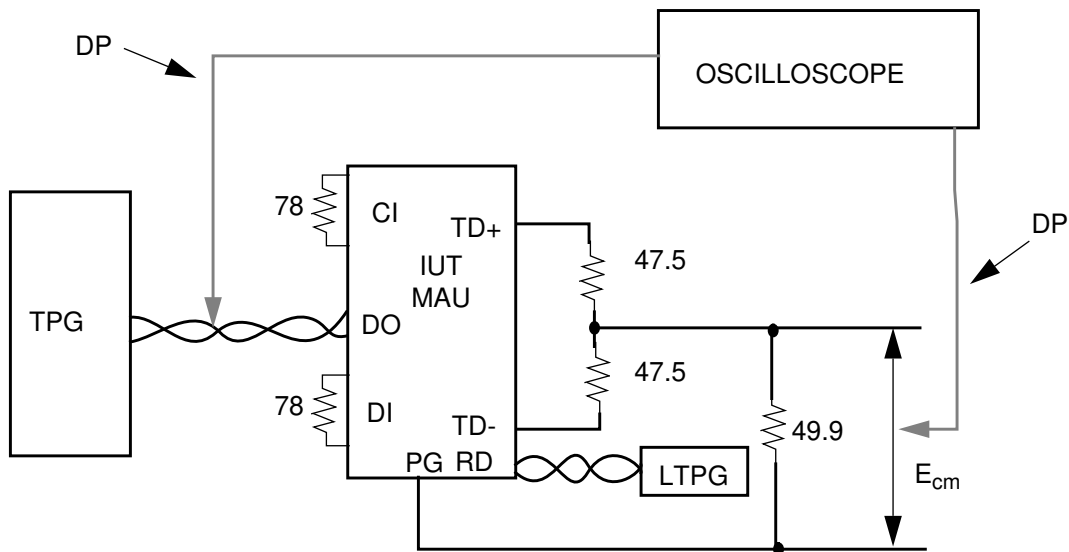 DP
OSCILLOSCOPE
78
CI
TD+
47.5
DP
IUT
MAU
TPG
DO
47.5
78
DI
TD-
49.9
PG RD
LTPG
Ecm